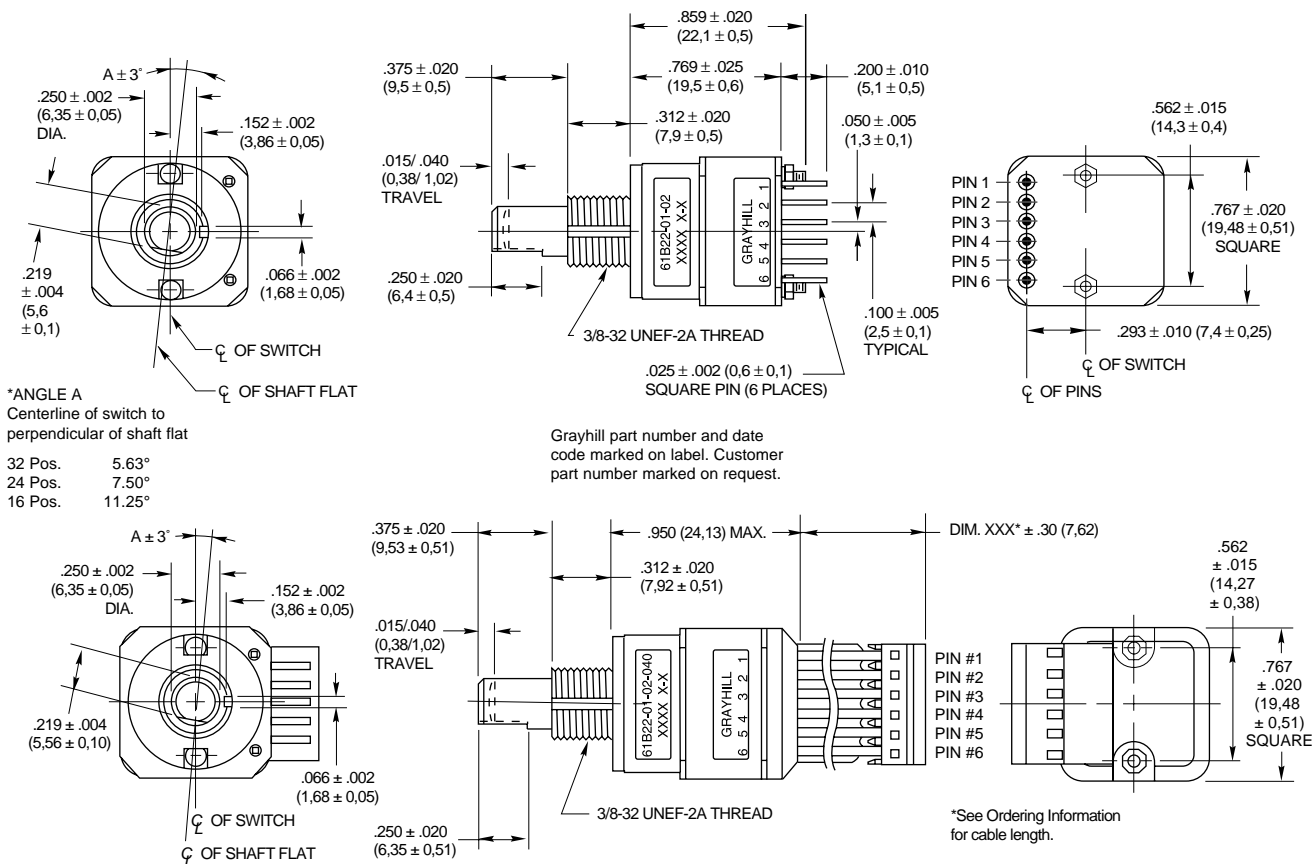 A ± 3°
.250 ± .002
(6,35 ± 0,05)
DIA.
.152 ± .002
(3,86 ± 0,05)
.219
± .004
(5,6
± 0,1)
.066 ± .002
(1,68 ± 0,05)
℄ OF SWITCH
℄ OF SHAFT FLAT
*ANGLE A
Centerline of switch to
perpendicular of shaft flat
32 Pos. 5.63°
24 Pos. 7.50°
16 Pos. 11.25°
.859 ± .020
(22,1 ± 0,5)
.375 ± .020
(9,5 ± 0,5)
.769 ± .025
(19,5 ± 0,6)
.200 ± .010
(5,1 ± 0,5)
.312 ± .020
(7,9 ± 0,5)
.050 ± .005
(1,3 ± 0,1)
.015/ .040
(0,38/ 1,02)
TRAVEL
61B22-01-02
XXXX X-X
GRAYHILL
6 5 4 3 2 1
.250 ± .020
(6,4 ± 0,5)
3/8-32 UNEF-2A THREAD
.100 ± .005
(2,5 ± 0,1)
TYPICAL
.025 ± .002 (0,6 ± 0,1)
SQUARE PIN (6 PLACES)
.562 ± .015
(14,3 ± 0,4)
PIN 1
PIN 2
PIN 3
PIN 4
PIN 5
PIN 6
.767 ± .020
(19,48 ± 0,51)
SQUARE
.293 ± .010 (7,4 ± 0,25)
℄ OF SWITCH
℄ OF PINS
Grayhill part number and date
code marked on label. Customer
part number marked on request.
A ± 3°
.250 ± .002
(6,35 ± 0,05)
DIA.
.152 ± .002
(3,86 ± 0,05)
.219 ± .004
(5,56 ± 0,10)
.066 ± .002
(1,68 ± 0,05)
℄ OF SWITCH
℄ OF SHAFT FLAT
.375 ± .020
(9,53 ± 0,51)
.950 (24,13) MAX.
DIM. XXX* ± .30 (7,62)
.312 ± .020
(7,92 ± 0,51)
.015/.040
(0,38/1,02)
TRAVEL
61B22-01-02-040
XXXX X-X
GRAYHILL
6 5 4 3 2 1
PIN #1
PIN #2
PIN #3
PIN #4
PIN #5
PIN #6
3/8-32 UNEF-2A THREAD
.250 ± .020
(6,35 ± 0,51)
.562
± .015
(14,27
± 0,38)
.767
± .020
(19,48
± 0,51)
SQUARE
*See Ordering Information
for cable length.